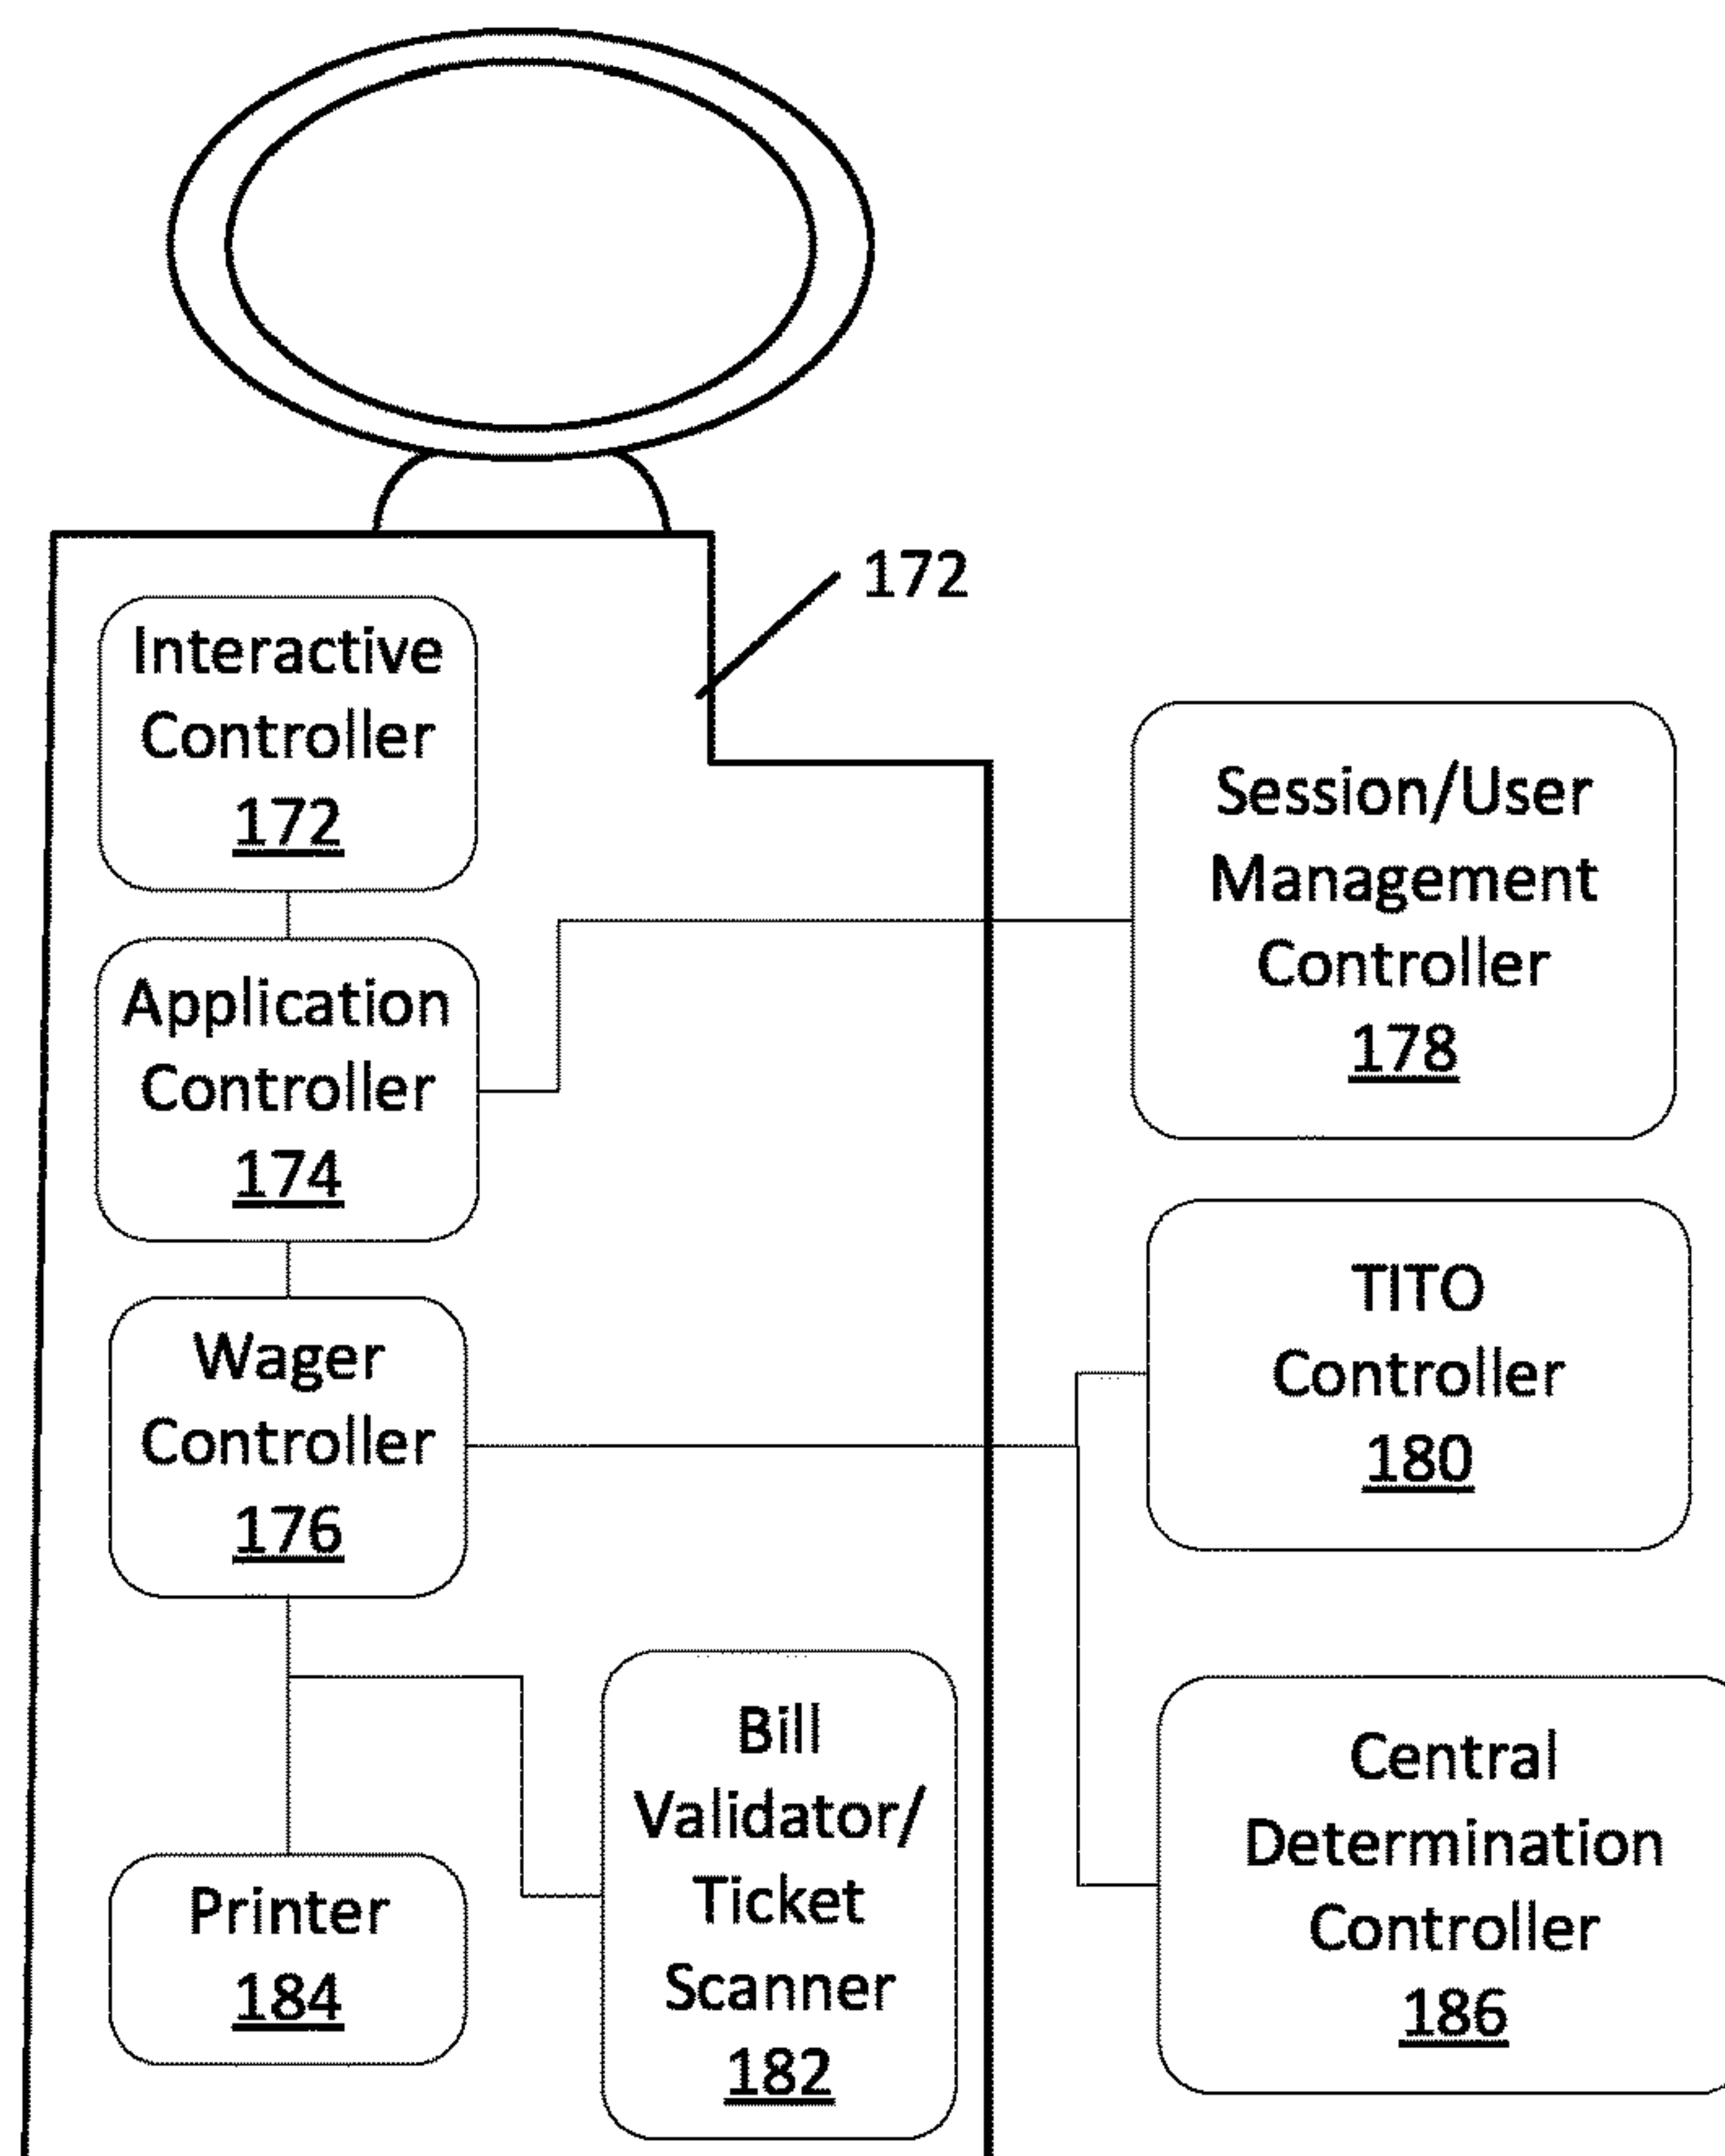 172
Interactive
Controller
172
Application
Controller
174
Wager
Controller
176
Printer
184
Bill
Validator/
Ticket
Scanner
182
Session/User
Management
Controller
178
TITO
Controller
180
Central
Determination
Controller
186